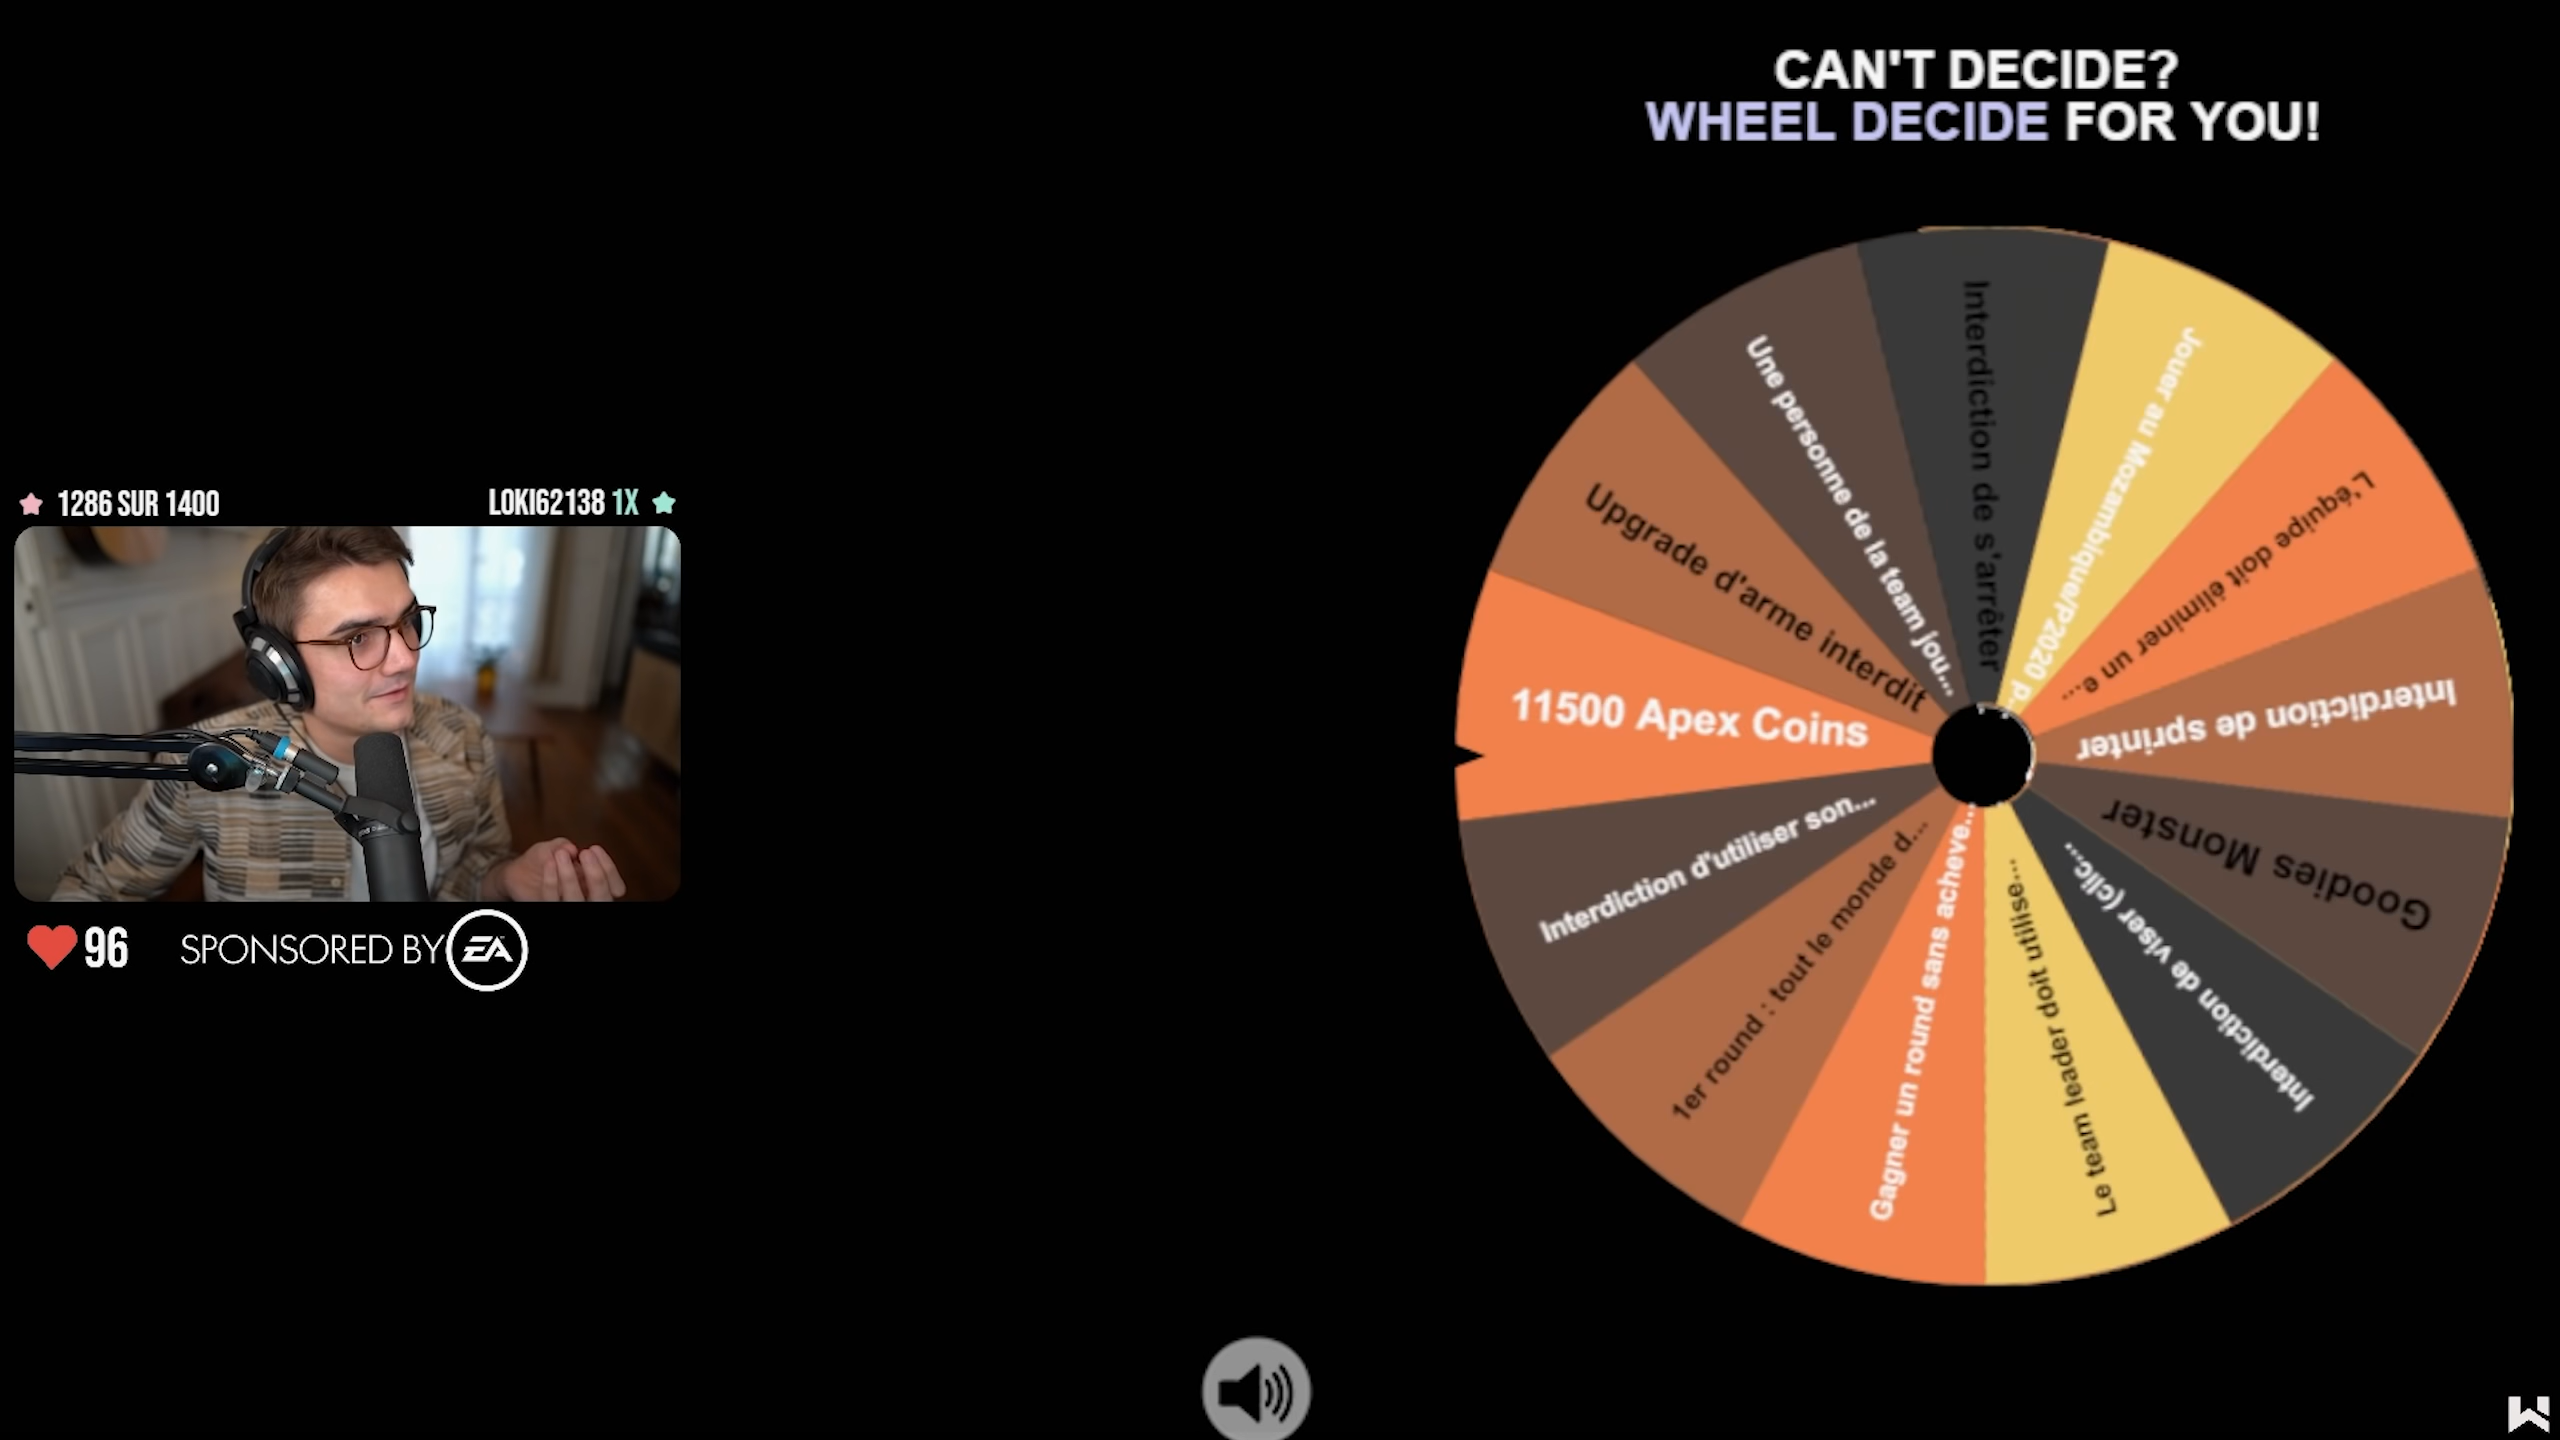 CAN'T DECIDE?
WHEEL DECIDE FOR YOU!
1286 SUR 1400
LOKI62138 1X
96
SPONSORED BY EA
Interdiction de s'arrêter
Jouer au Mozambique/P2020 p...
L'équipe doit éliminer un e...
Interdiction de sprinter
Goodies Monster
Interdiction de viser (clic...
Le team leader doit utilise...
Gagner un round sans acheve...
1er round : tout le monde d...
Interdiction d'utiliser son...
11500 Apex Coins
Upgrade d'arme interdit
Une personne de la team jou...